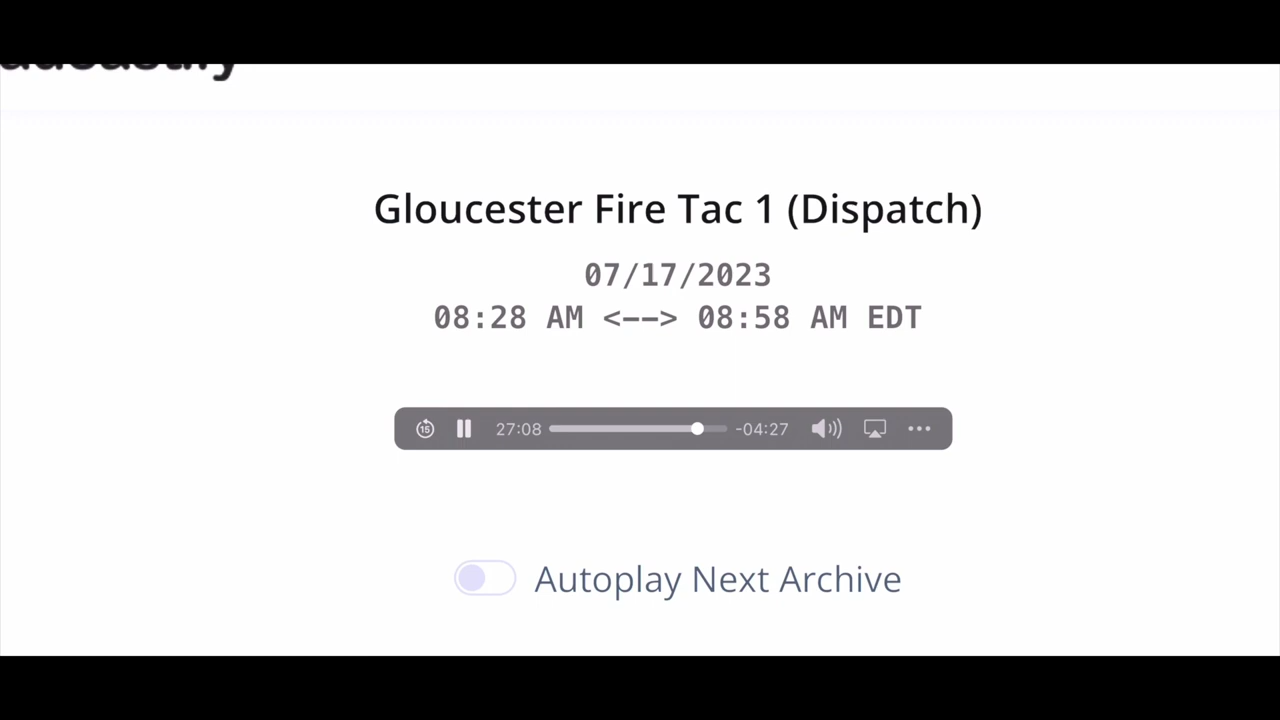 Gloucester Fire Tac 1 (Dispatch)
07/17/2023
08:28 AM <--> 08:58 AM EDT
15 27:08 -04:27
Autoplay Next Archive